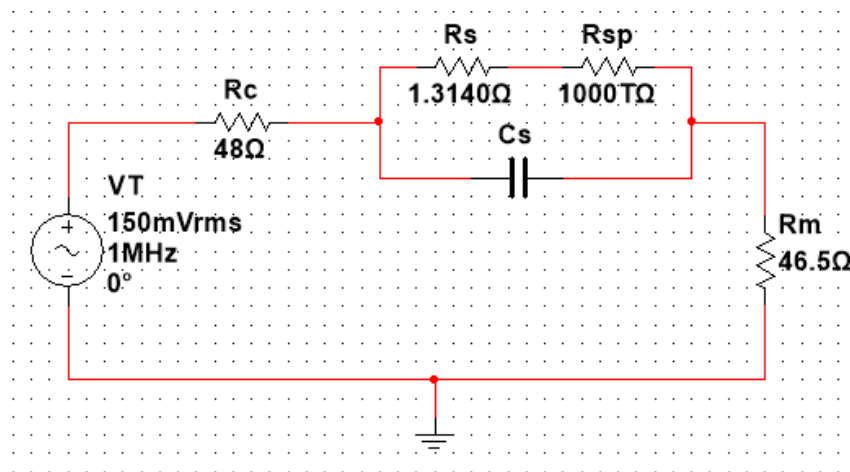 Rs
Rsp
1.3140Ω
1000TΩ
Rc
48Ω
Cs
VT
150mVrms
1MHz
0°
Rm
46.5Ω